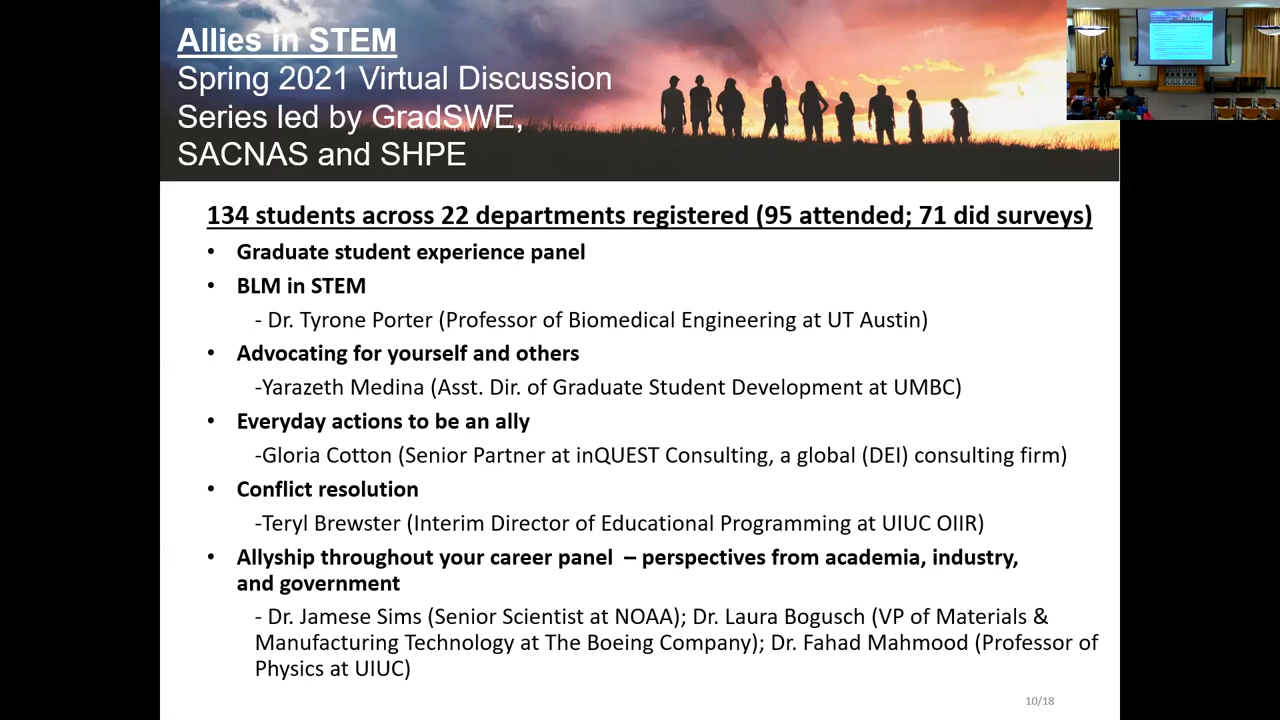 Allies in STEM
Spring 2021 Virtual Discussion
Series led by GradSWE,
SACNAS and SHPE
134 students across 22 departments registered (95 attended; 71 did surveys)
• Graduate student experience panel
• BLM in STEM
- Dr. Tyrone Porter (Professor of Biomedical Engineering at UT Austin)
• Advocating for yourself and others
-Yarazeth Medina (Asst. Dir. of Graduate Student Development at UMBC)
• Everyday actions to be an ally
-Gloria Cotton (Senior Partner at inQUEST Consulting, a global (DEI) consulting firm)
• Conflict resolution
-Teryl Brewster (Interim Director of Educational Programming at UIUC OIIR)
• Allyship throughout your career panel – perspectives from academia, industry,
and government
- Dr. Jamese Sims (Senior Scientist at NOAA); Dr. Laura Bogusch (VP of Materials &
Manufacturing Technology at The Boeing Company); Dr. Fahad Mahmood (Professor of
Physics at UIUC)
10/18